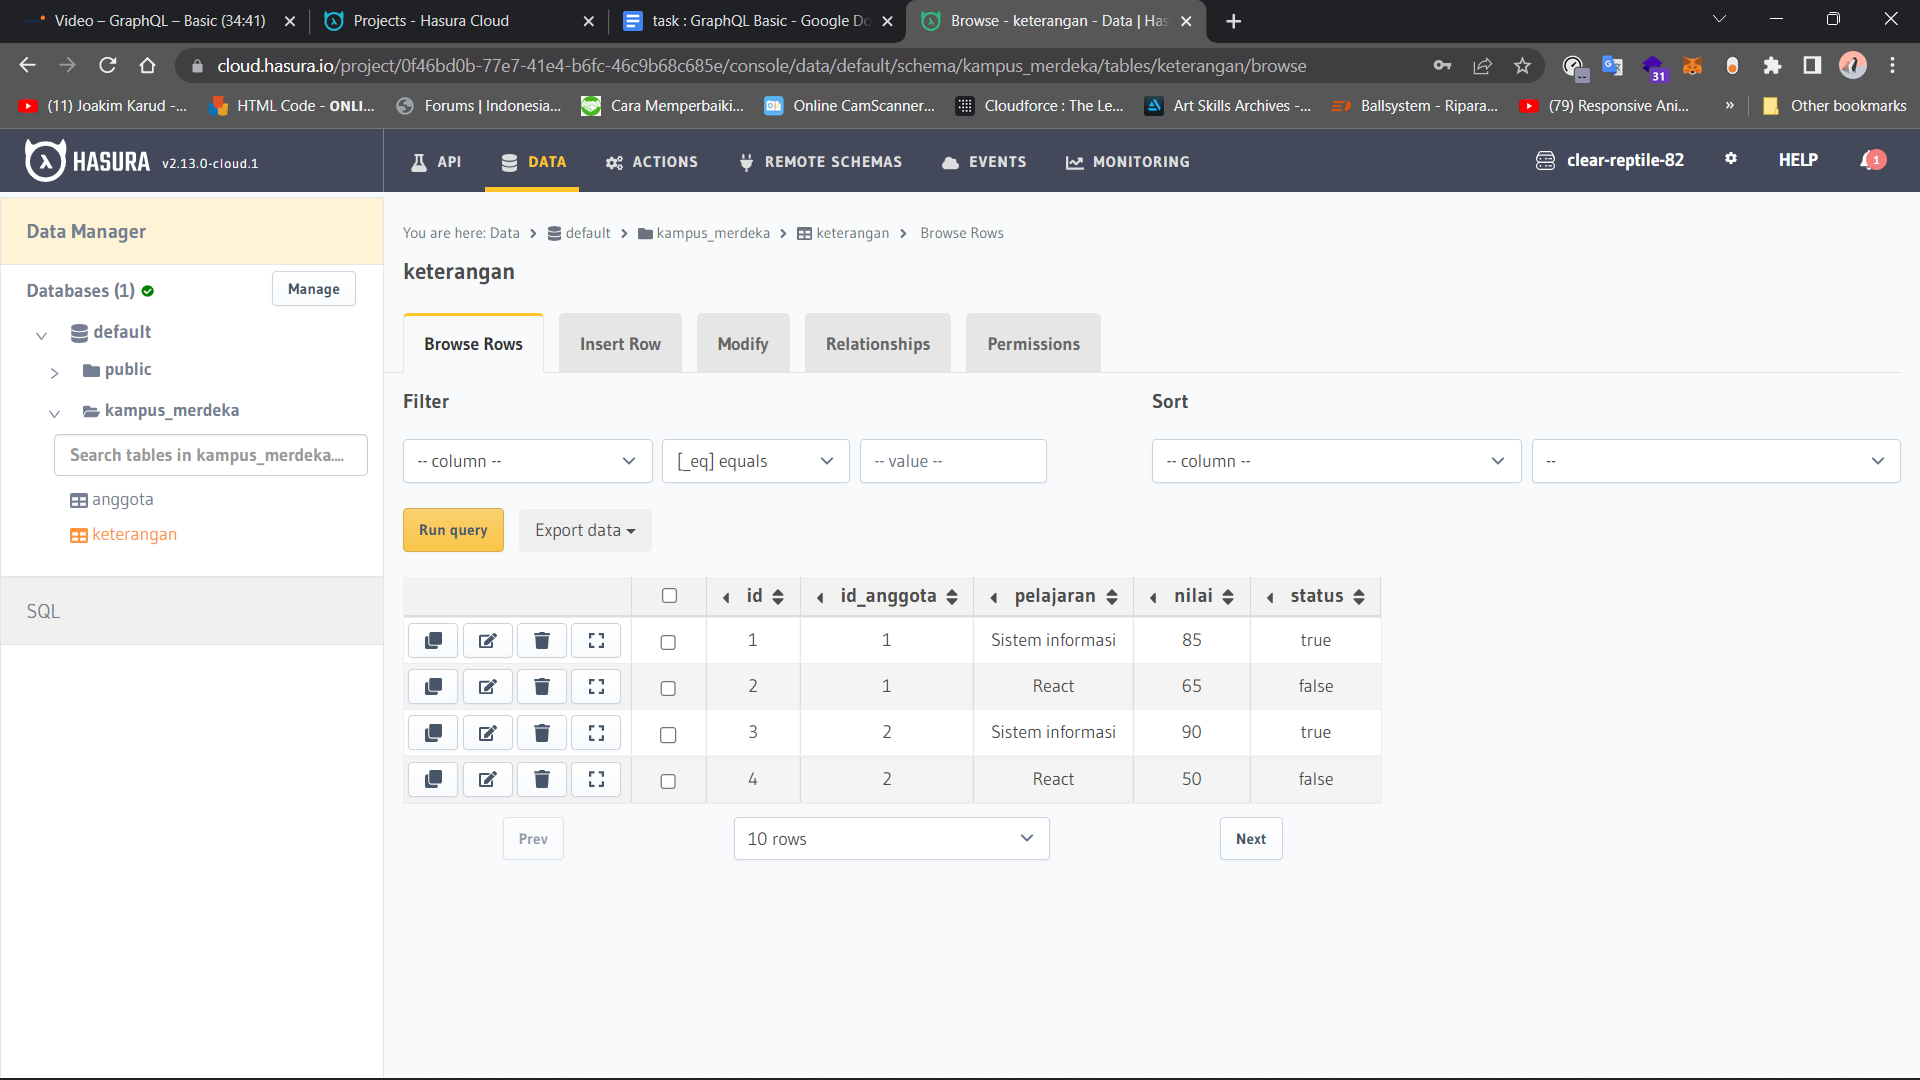 Video – GraphQL – Basic (34:41)
Projects - Hasura Cloud
task : GraphQL Basic - Google Do
Browse - keterangan - Data | Has
cloud.hasura.io/project/0f46bd0b-77e7-41e4-b6fc-46c9b68c685e/console/data/default/schema/kampus_merdeka/tables/keterangan/browse
31
(11) Joakim Karud -...
HTML Code - ONLI...
Forums | Indonesia...
Cara Memperbaiki...
Online CamScanner...
Cloudforce : The Le...
Art Skills Archives -...
Ballsystem - Ripara...
(79) Responsive Ani...
»
Other bookmarks
HASURA v2.13.0-cloud.1
API
DATA
ACTIONS
REMOTE SCHEMAS
EVENTS
MONITORING
clear-reptile-82
HELP
1
Data Manager
Databases (1)
Manage
default
public
kampus_merdeka
Search tables in kampus_merdeka....
anggota
keterangan
SQL
You are here: Data > default > kampus_merdeka > keterangan > Browse Rows
keterangan
Browse Rows
Insert Row
Modify
Relationships
Permissions
Filter
Sort
-- column --
[_eq] equals
-- value --
-- column --
--
Run query
Export data
id id_anggota pelajaran nilai status
1 1 Sistem informasi 85 true
2 1 React 65 false
3 2 Sistem informasi 90 true
4 2 React 50 false
Prev
10 rows
Next